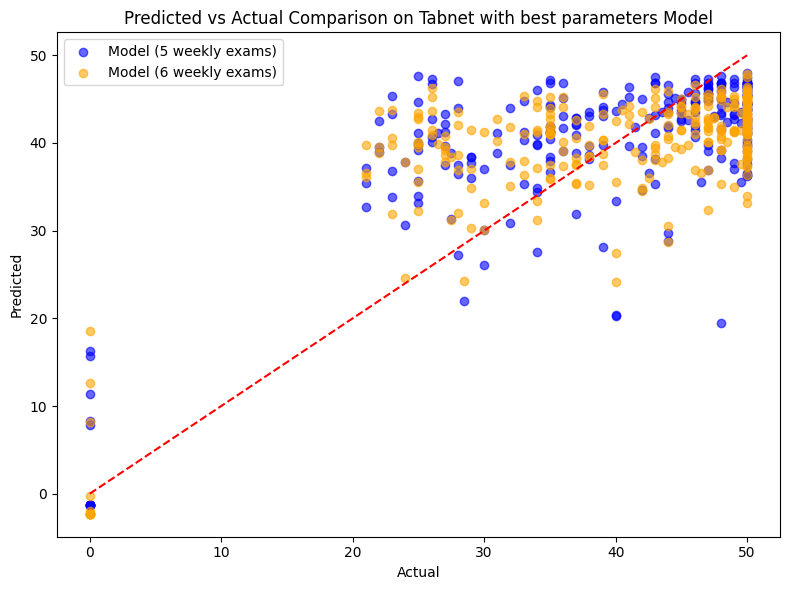 Predicted vs Actual Comparison on Tabnet with best parameters Model
Model (5 weekly exams)
Model (6 weekly exams)
50
40
30
20
10
0
Predicted
0 10 20 30 40 50
Actual